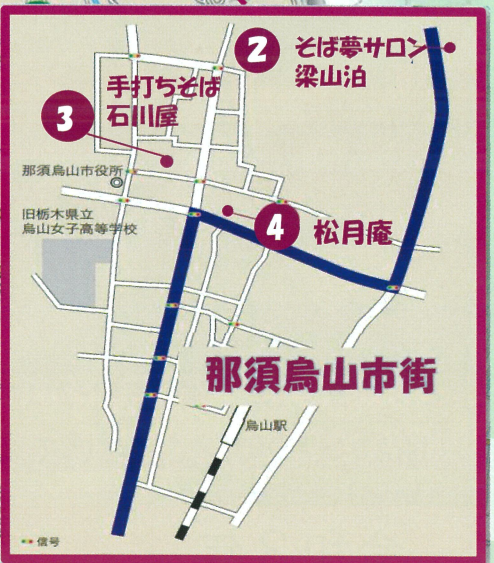 2 そば夢サロン
梁山泊
手打ちそば
3 石川屋
那須烏山市役所
旧栃木県立
烏山女子高等学校
4 松月庵
那須烏山市街
烏山駅
信号